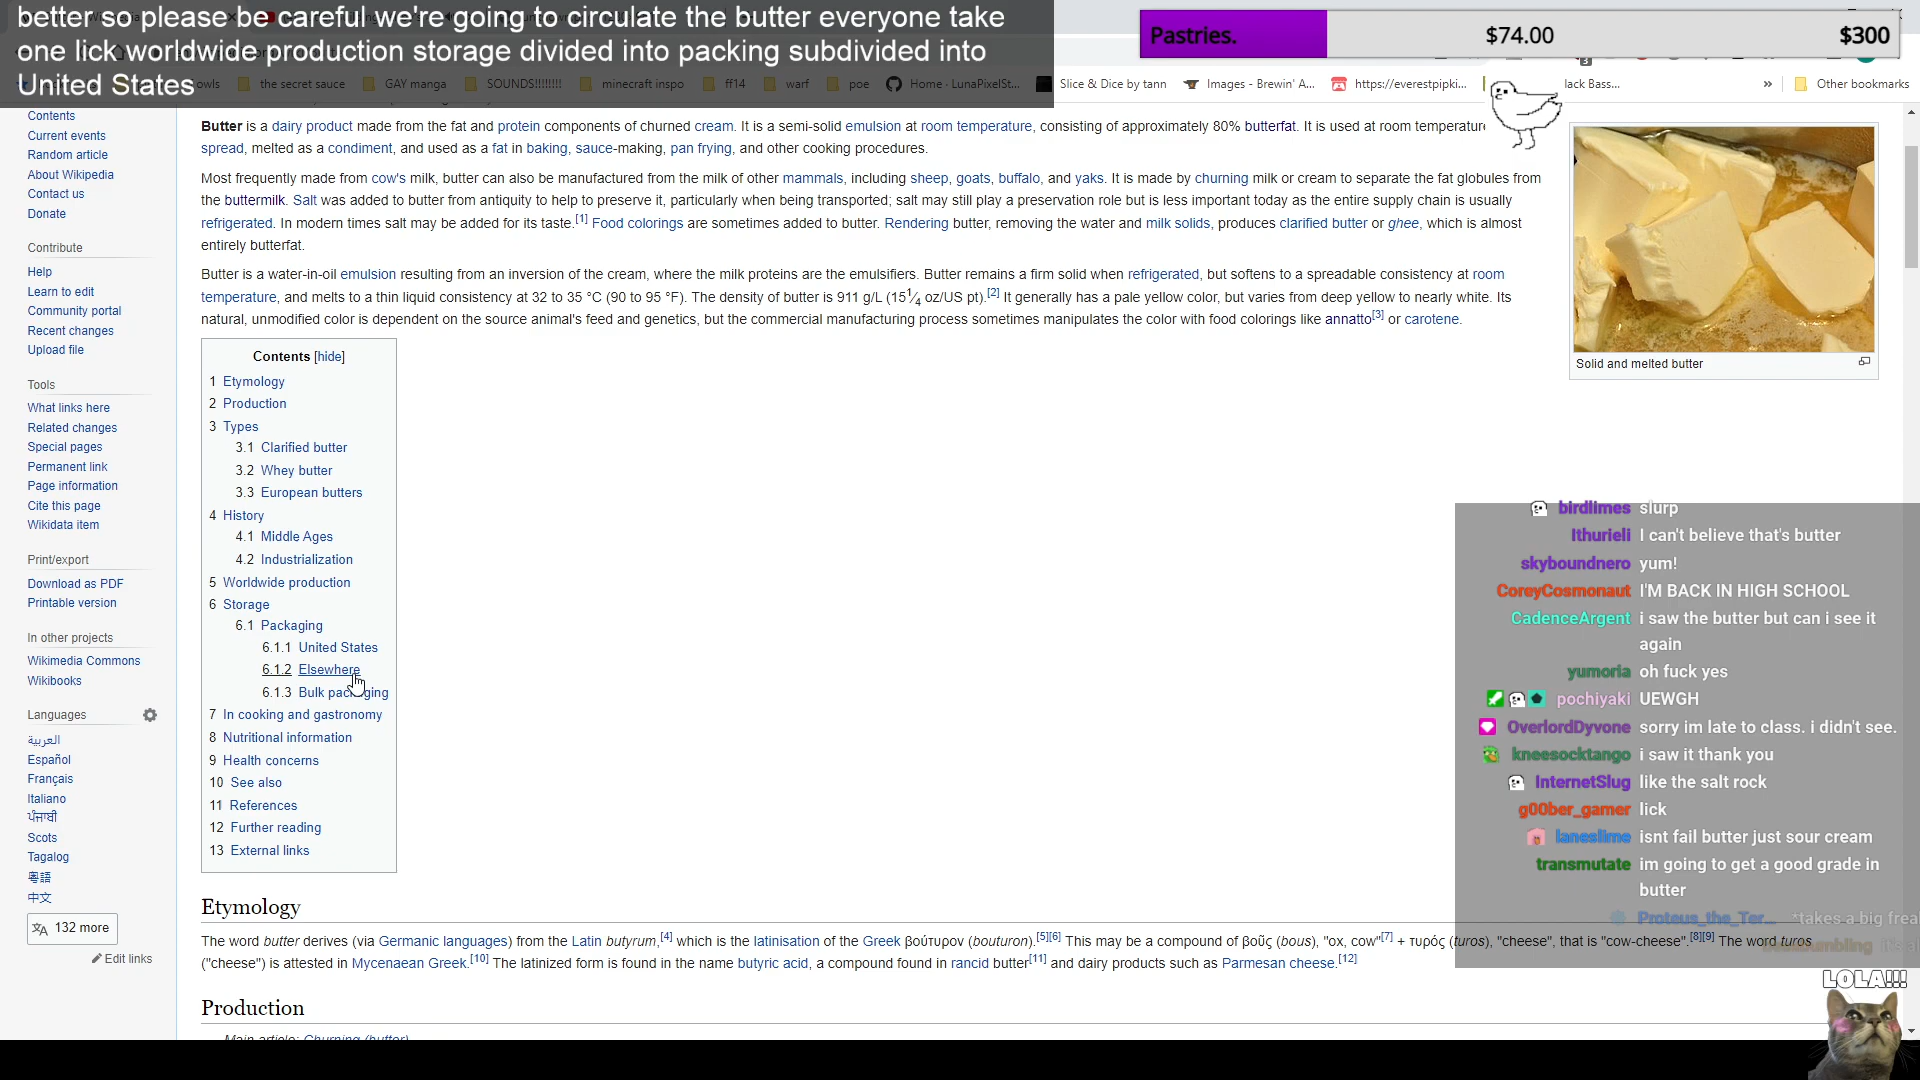 better so please be careful we're going to circulate the butter everyone take
one lick worldwide production storage divided into packing subdivided into
United States
Pastries.
$74.00
$300
owls
the secret sauce
GAY manga
SOUNDS!!!!!!!!
minecraft inspo
ff14
warf
poe
Home · LunaPixelSt...
Slice & Dice by tann
Images - Brewin' A...
https://everestpipki...
lack Bass...
»
Other bookmarks
Contents
Current events
Random article
About Wikipedia
Contact us
Donate
Contribute
Help
Learn to edit
Community portal
Recent changes
Upload file
Tools
What links here
Related changes
Special pages
Permanent link
Page information
Cite this page
Wikidata item
Print/export
Download as PDF
Printable version
In other projects
Wikimedia Commons
Wikibooks
Languages
العربية
Español
Français
Italiano
ਪੰਜਾਬੀ
Scots
Tagalog
粵語
中文
132 more
Edit links
Butter is a dairy product made from the fat and protein components of churned cream. It is a semi-solid emulsion at room temperature, consisting of approximately 80% butterfat. It is used at room temperature
spread, melted as a condiment, and used as a fat in baking, sauce-making, pan frying, and other cooking procedures.
Most frequently made from cow's milk, butter can also be manufactured from the milk of other mammals, including sheep, goats, buffalo, and yaks. It is made by churning milk or cream to separate the fat globules from
the buttermilk. Salt was added to butter from antiquity to help to preserve it, particularly when being transported; salt may still play a preservation role but is less important today as the entire supply chain is usually
refrigerated. In modern times salt may be added for its taste.[1] Food colorings are sometimes added to butter. Rendering butter, removing the water and milk solids, produces clarified butter or ghee, which is almost
entirely butterfat.
Butter is a water-in-oil emulsion resulting from an inversion of the cream, where the milk proteins are the emulsifiers. Butter remains a firm solid when refrigerated, but softens to a spreadable consistency at room
temperature, and melts to a thin liquid consistency at 32 to 35 °C (90 to 95 °F). The density of butter is 911 g/L (15 1⁄4 oz/US pt).[2] It generally has a pale yellow color, but varies from deep yellow to nearly white. Its
natural, unmodified color is dependent on the source animal's feed and genetics, but the commercial manufacturing process sometimes manipulates the color with food colorings like annatto[3] or carotene.
Solid and melted butter
Contents [hide]
1 Etymology
2 Production
3 Types
3.1 Clarified butter
3.2 Whey butter
3.3 European butters
4 History
4.1 Middle Ages
4.2 Industrialization
5 Worldwide production
6 Storage
6.1 Packaging
6.1.1 United States
6.1.2 Elsewhere
6.1.3 Bulk packaging
7 In cooking and gastronomy
8 Nutritional information
9 Health concerns
10 See also
11 References
12 Further reading
13 External links
Etymology
The word butter derives (via Germanic languages) from the Latin butyrum,[4] which is the latinisation of the Greek βούτυρον (bouturon).[5][6] This may be a compound of βοῦς (bous), "ox, cow"[7] + τυρός (turos), "cheese", that is "cow-cheese".[8][9] The word turos
("cheese") is attested in Mycenaean Greek.[10] The latinized form is found in the name butyric acid, a compound found in rancid butter[11] and dairy products such as Parmesan cheese.[12]
Production
Main article: Churning (butter)
birdlimes slurp
Ithurieli I can't believe that's butter
skyboundnero yum!
CoreyCosmonaut I'M BACK IN HIGH SCHOOL
CadenceArgent i saw the butter but can i see it
again
yumoria oh fuck yes
pochiyaki UEWGH
OverlordDyvone sorry im late to class. i didn't see.
kneesocktango i saw it thank you
InternetSlug like the salt rock
g00ber_gamer lick
laneslime isnt fail butter just sour cream
transmutate im going to get a good grade in
butter
Proteus_the_Ter... *takes a big frea
LOLA!!!